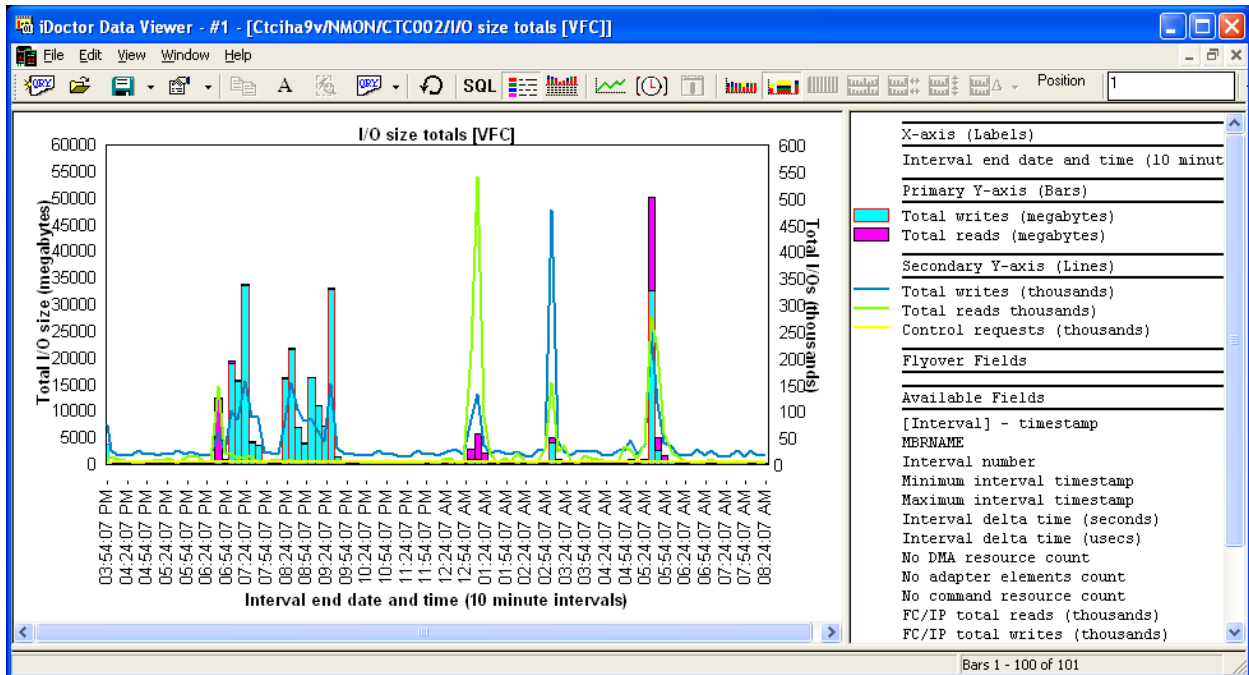 iDoctor Data Viewer - #1 - [Ctciha9v/NMON/CTC002/I/O size totals [VFC]]
File Edit View Window Help
QRY A QRY SQL Position 1
I/O size totals [VFC]
Total I/O size (megabytes)
60000
55000
50000
45000
40000
35000
30000
25000
20000
15000
10000
5000
0
600
550
500
450
400
350
300
250
200
150
100
50
0
Total I/Os (thousands)
03:54:07 PM
04:24:07 PM
04:54:07 PM
05:24:07 PM
05:54:07 PM
06:24:07 PM
06:54:07 PM
07:24:07 PM
07:54:07 PM
08:24:07 PM
08:54:07 PM
09:24:07 PM
09:54:07 PM
10:24:07 PM
10:54:07 PM
11:24:07 PM
11:54:07 PM
12:24:07 AM
12:54:07 AM
01:24:07 AM
01:54:07 AM
02:24:07 AM
02:54:07 AM
03:24:07 AM
03:54:07 AM
04:24:07 AM
04:54:07 AM
05:24:07 AM
05:54:07 AM
06:24:07 AM
06:54:07 AM
07:24:07 AM
07:54:07 AM
08:24:07 AM
Interval end date and time (10 minute intervals)
X-axis (Labels)
Interval end date and time (10 minut
Primary Y-axis (Bars)
Total writes (megabytes)
Total reads (megabytes)
Secondary Y-axis (Lines)
Total writes (thousands)
Total reads thousands)
Control requests (thousands)
Flyover Fields
Available Fields
[Interval] - timestamp
MBRNAME
Interval number
Minimum interval timestamp
Maximum interval timestamp
Interval delta time (seconds)
Interval delta time (usecs)
No DMA resource count
No adapter elements count
No command resource count
FC/IP total reads (thousands)
FC/IP total writes (thousands)
Bars 1 - 100 of 101